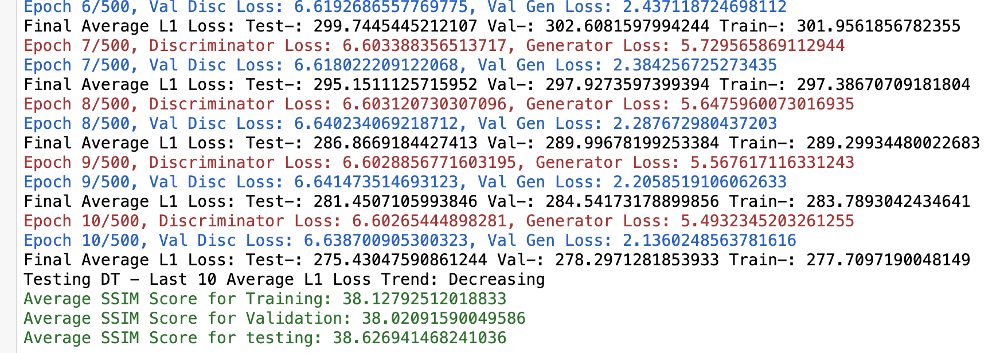 Epoch 6/500, Val Disc Loss: 6.6192686557769775, Val Gen Loss: 2.437118724698112
Final Average L1 Loss: Test-: 299.7445445212107 Val-: 302.6081597994244 Train-: 301.9561856782355
Epoch 7/500, Discriminator Loss: 6.603388356513717, Generator Loss: 5.729565869112944
Epoch 7/500, Val Disc Loss: 6.618022209122068, Val Gen Loss: 2.384256725273435
Final Average L1 Loss: Test-: 295.1511125715952 Val-: 297.9273597399394 Train-: 297.38670709181804
Epoch 8/500, Discriminator Loss: 6.603120730307096, Generator Loss: 5.6475960073016935
Epoch 8/500, Val Disc Loss: 6.640234069218712, Val Gen Loss: 2.287672980437203
Final Average L1 Loss: Test-: 286.8669184427413 Val-: 289.99678199253384 Train-: 289.29934480022683
Epoch 9/500, Discriminator Loss: 6.6028856771603195, Generator Loss: 5.567617116331243
Epoch 9/500, Val Disc Loss: 6.641473514693123, Val Gen Loss: 2.2058519106062633
Final Average L1 Loss: Test-: 281.4507105993846 Val-: 284.54173178899856 Train-: 283.7893042434641
Epoch 10/500, Discriminator Loss: 6.60265444898281, Generator Loss: 5.4932345203261255
Epoch 10/500, Val Disc Loss: 6.638700905300323, Val Gen Loss: 2.1360248563781616
Final Average L1 Loss: Test-: 275.43047590861244 Val-: 278.2971281853933 Train-: 277.7097190048149
Testing DT - Last 10 Average L1 Loss Trend: Decreasing
Average SSIM Score for Training: 38.12792512018833
Average SSIM Score for Validation: 38.02091590049586
Average SSIM Score for testing: 38.626941468241036